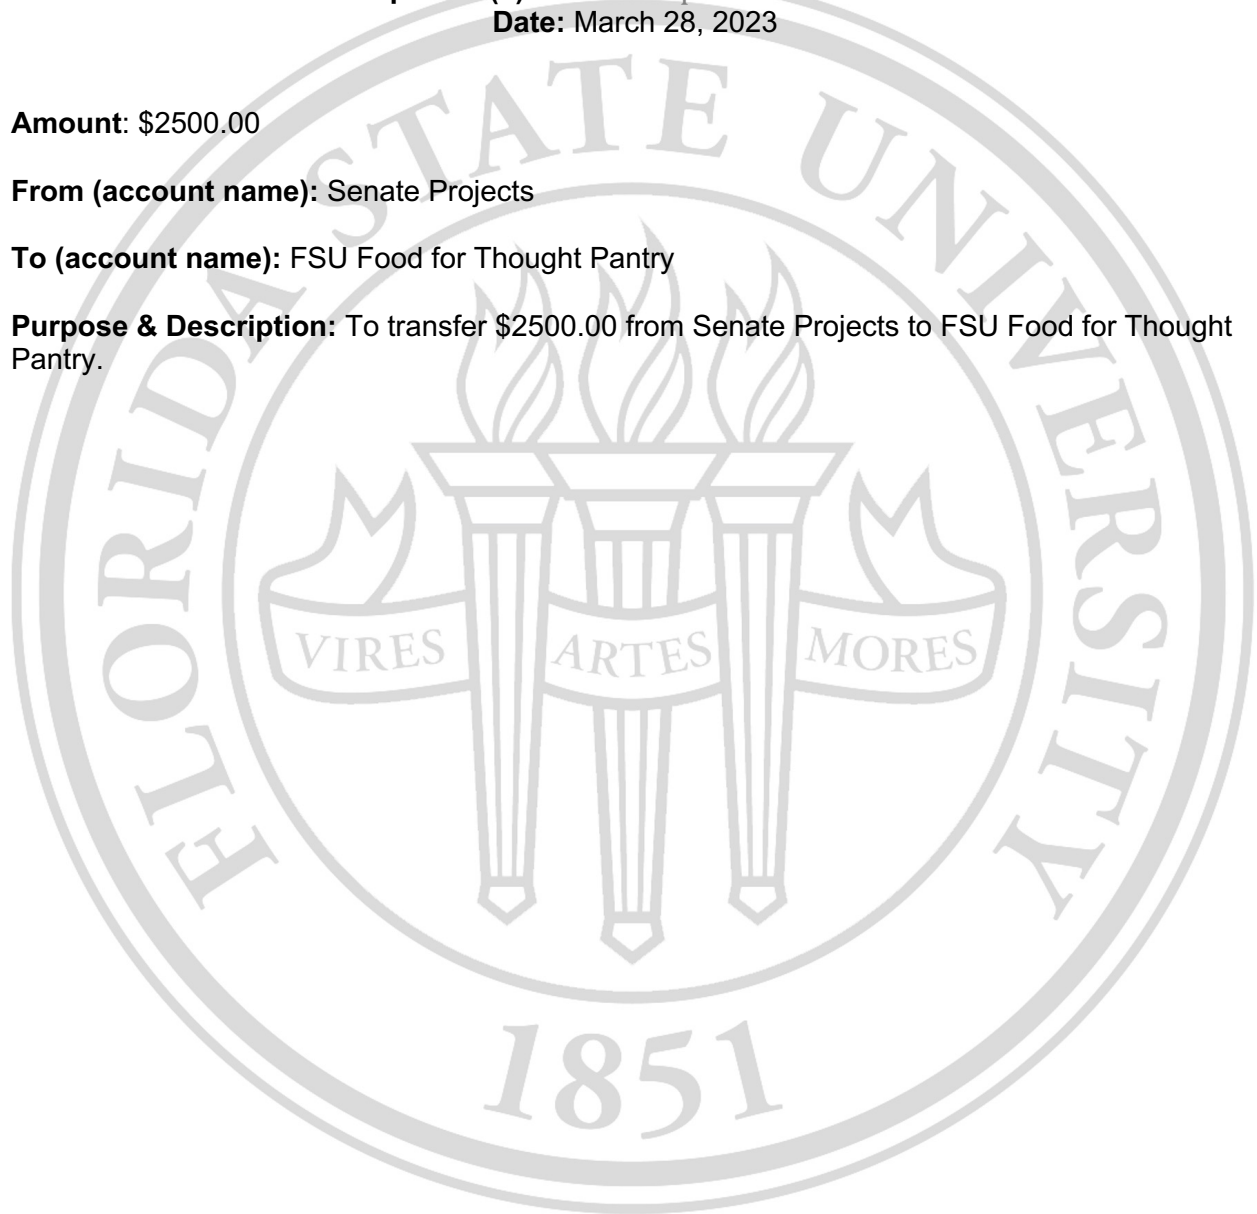 Date: March 28, 2023
Amount: $2500.00
From (account name): Senate Projects
To (account name): FSU Food for Thought Pantry
Purpose & Description: To transfer $2500.00 from Senate Projects to FSU Food for Thought
Pantry.
FLORIDA STATE UNIVERSITY
VIRES ARTES MORES
1851